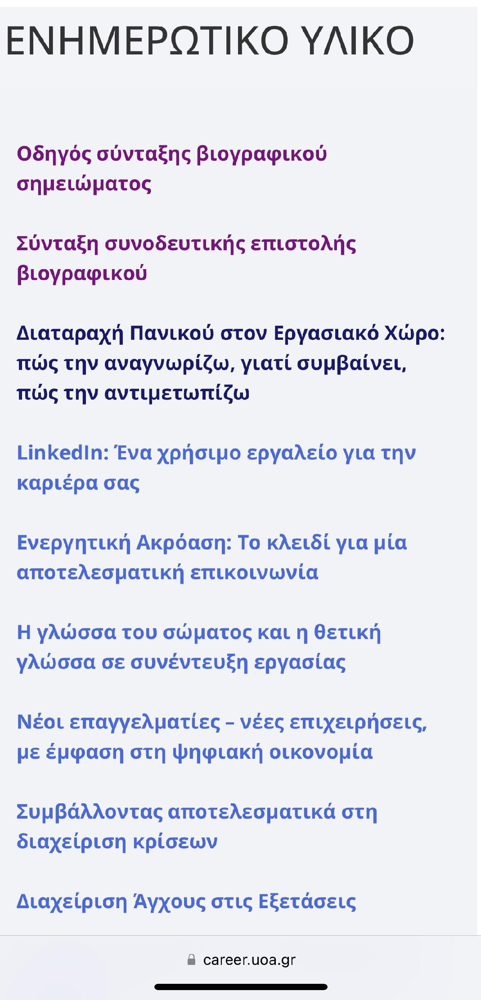 ΕΝΗΜΕΡΩΤΙΚΟ ΥΛΙΚΟ
Οδηγός σύνταξης βιογραφικού
σημειώματος
Σύνταξη συνοδευτικής επιστολής
βιογραφικού
Διαταραχή Πανικού στον Εργασιακό Χώρο:
πώς την αναγνωρίζω, γιατί συμβαίνει,
πώς την αντιμετωπίζω
LinkedIn: Ένα χρήσιμο εργαλείο για την
καριέρα σας
Ενεργητική Ακρόαση: Το κλειδί για μία
αποτελεσματική επικοινωνία
Η γλώσσα του σώματος και η θετική
γλώσσα σε συνέντευξη εργασίας
Νέοι επαγγελματίες – νέες επιχειρήσεις,
με έμφαση στη ψηφιακή οικονομία
Συμβάλλοντας αποτελεσματικά στη
διαχείριση κρίσεων
Διαχείριση Άγχους στις Εξετάσεις
career.uoa.gr